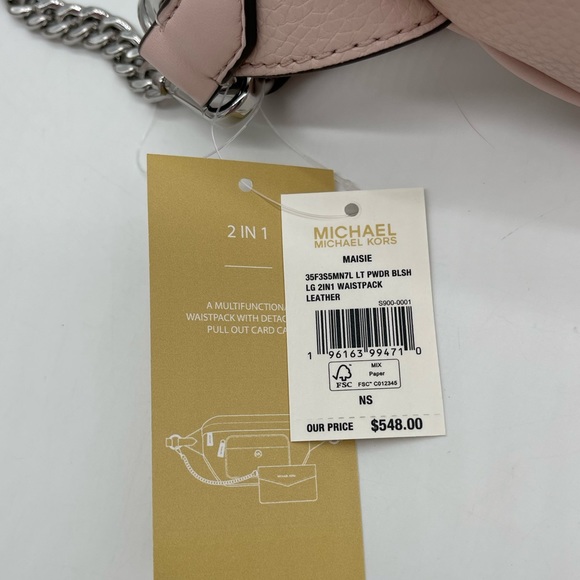 2 IN 1
A MULTIFUNCTIONA
WAISTPACK WITH DETAC
PULL OUT CARD CA
MICHAEL
MICHAEL KORS
MAISIE
35F3S5MN7L LT PWDR BLSH
LG 2IN1 WAISTPACK
LEATHER
S900-0001
1 96163 99471 0
FSC
MIX
Paper
FSC® C012345
NS
OUR PRICE $548.00